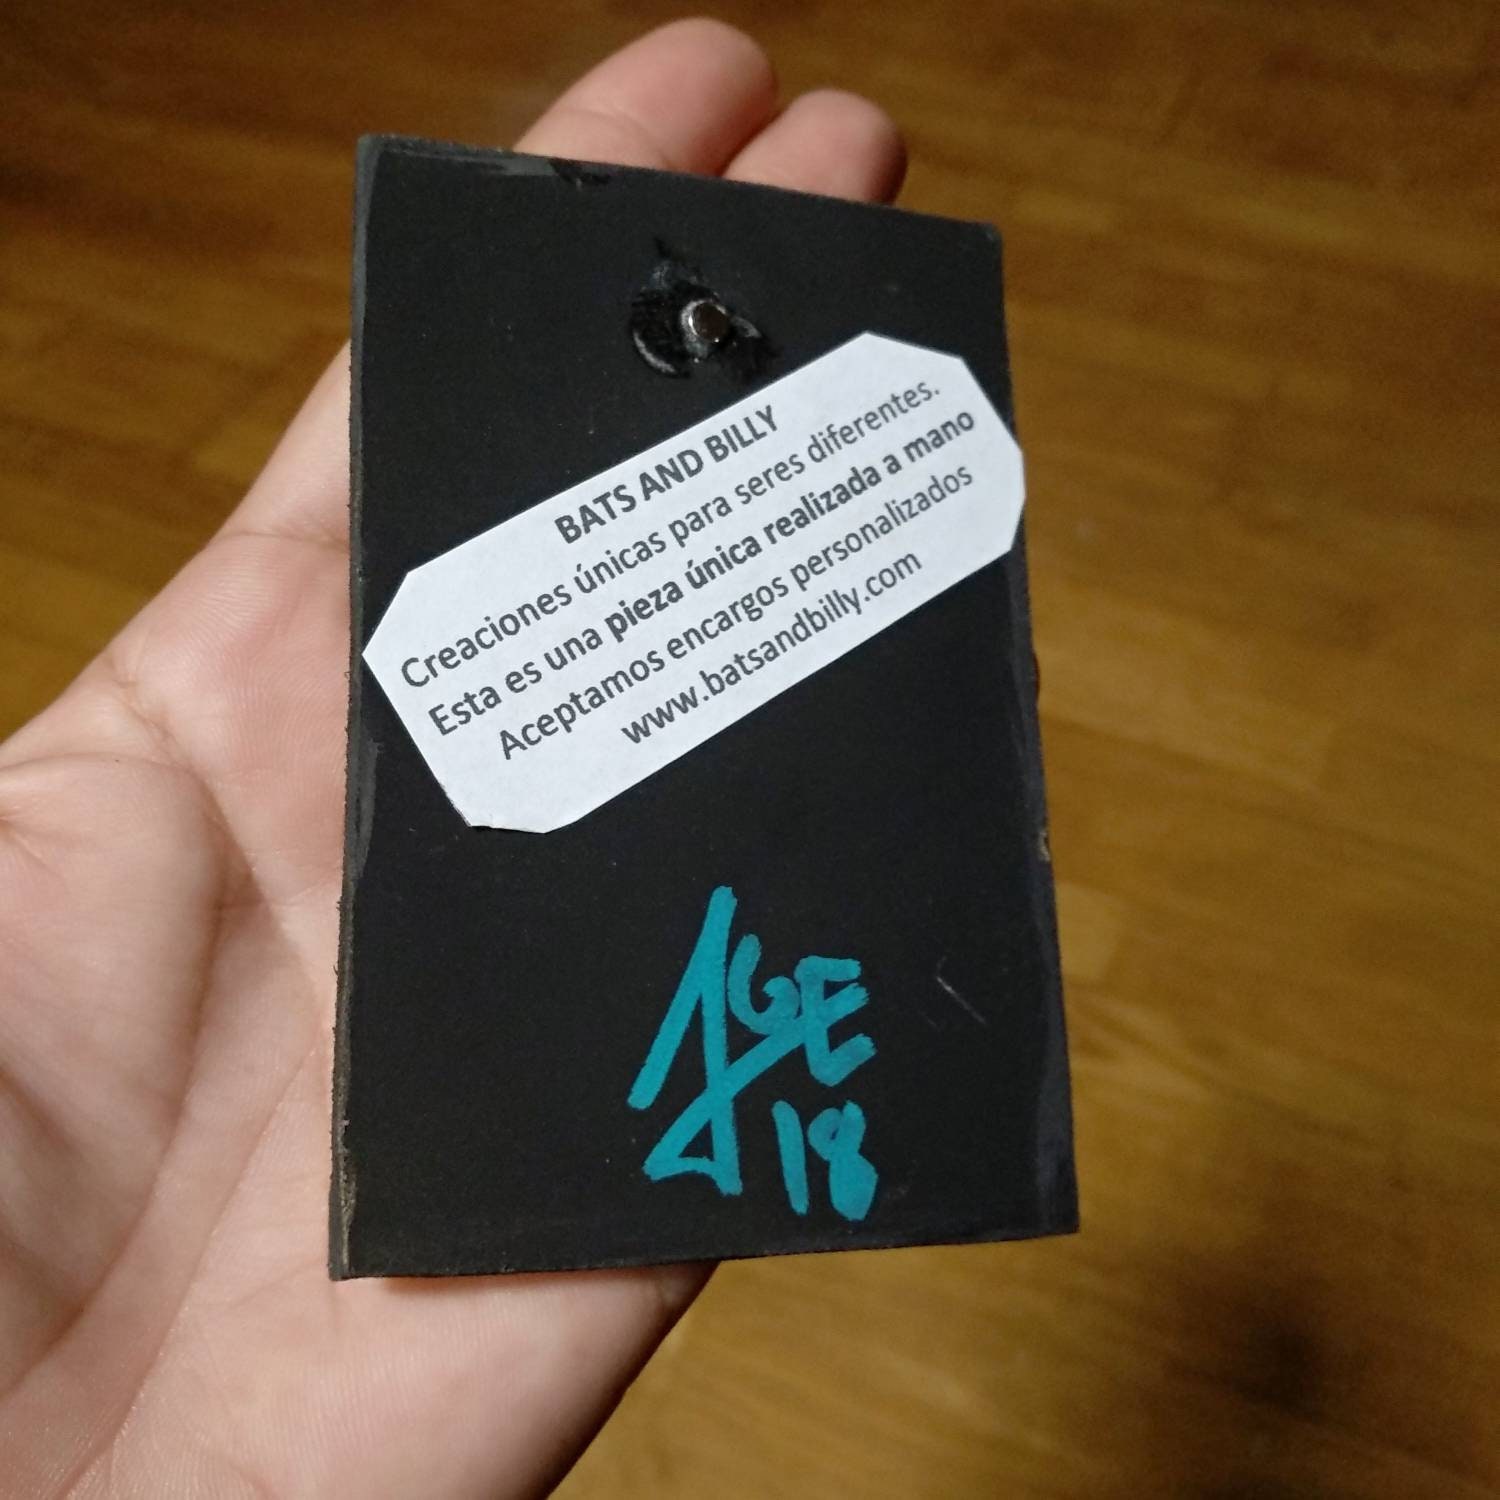 BATS AND BILLY
Creaciones únicas para seres diferentes.
Esta es una pieza única realizada a mano
Aceptamos encargos personalizados
www.batsandbilly.com
18